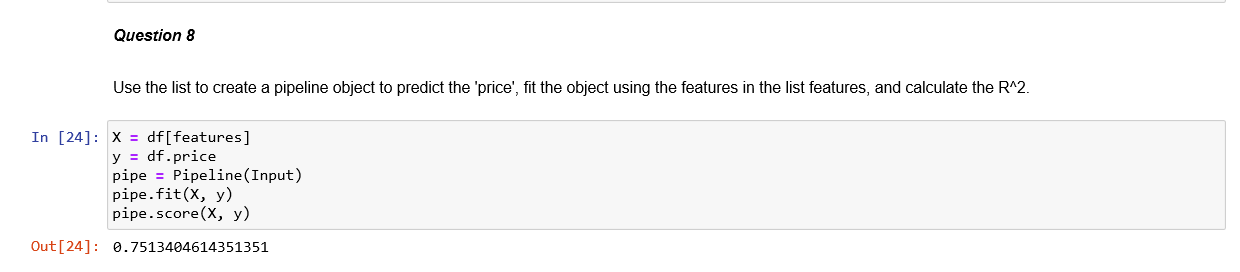 Question 8
Use the list to create a pipeline object to predict the 'price', fit the object using the features in the list features, and calculate the R^2.
In [24]: X = df[features]
y = df.price
pipe = Pipeline(Input)
pipe.fit(X, y)
pipe.score(X, y)
Out[24]: 0.7513404614351351